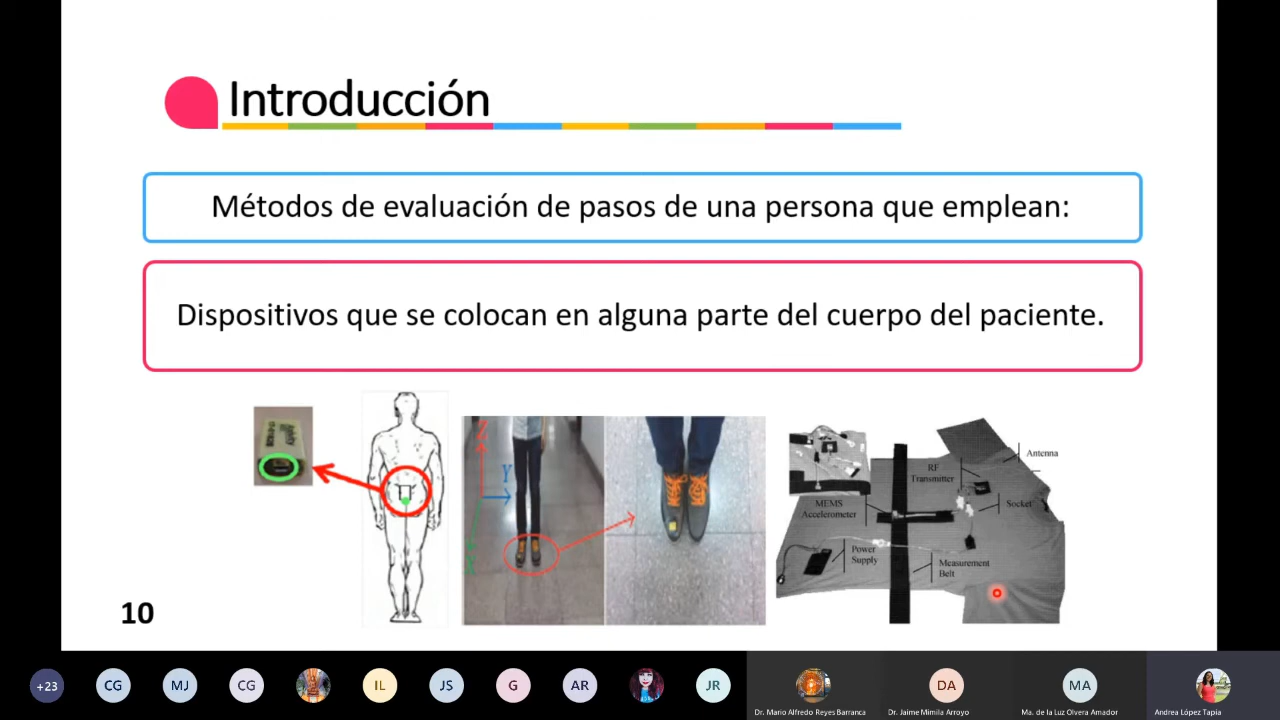 Introducción
Métodos de evaluación de pasos de una persona que emplean:
Dispositivos que se colocan en alguna parte del cuerpo del paciente.
Z
Y
Antenna
RF
Transmitter
MEMS
Accelerometer
Socket
Power
Supply
Measurement
Belt
10
+23
CG
MJ
CG
IL
JS
G
AR
JR
DA
MA
Dr. Mario Alfredo Reyes Barranca
Dr. Jaime Mimila Arroyo
Ma. de la Luz Olvera Amador
Andrea López Tapia